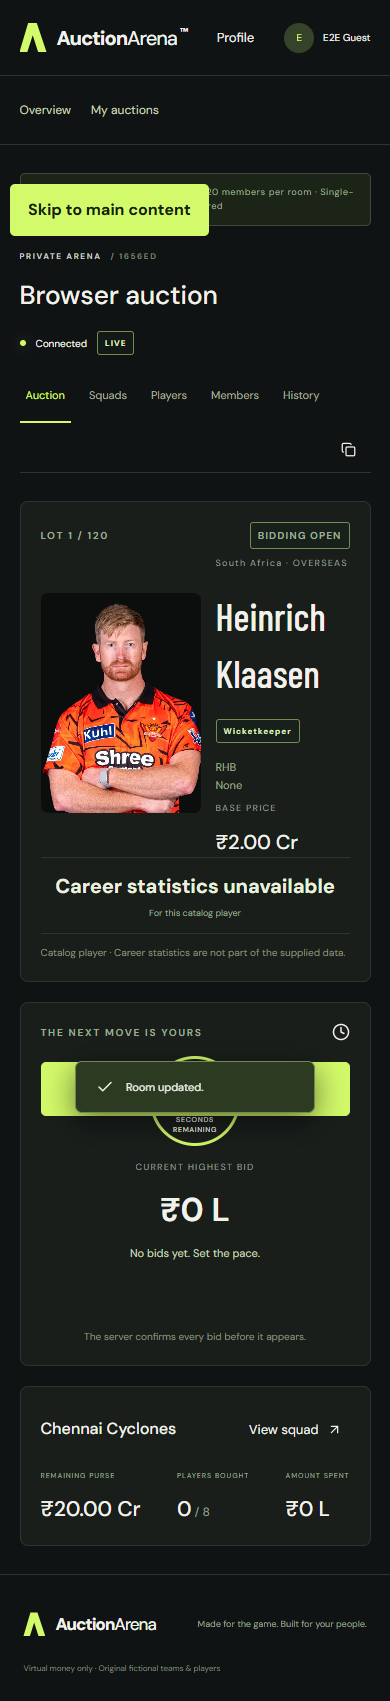 AuctionArena™
Profile
E
E2E Guest
Overview
My auctions
20 members per room · Single-
Skip to main content
PRIVATE ARENA / 1656ED
Browser auction
Connected
LIVE
Auction
Squads
Players
Members
History
LOT 1 / 120
BIDDING OPEN
South Africa · OVERSEAS
Heinrich
Klaasen
Kuhl
Shree
Wicketkeeper
RHB
None
BASE PRICE
₹2.00 Cr
Career statistics unavailable
For this catalog player
Catalog player · Career statistics are not part of the supplied data.
THE NEXT MOVE IS YOURS
Room updated.
SECONDS
REMAINING
CURRENT HIGHEST BID
₹0 L
No bids yet. Set the pace.
The server confirms every bid before it appears.
Chennai Cyclones
View squad
REMAINING PURSE
PLAYERS BOUGHT
AMOUNT SPENT
₹20.00 Cr
0 / 8
₹0 L
AuctionArena
Made for the game. Built for your people.
Virtual money only · Original fictional teams & players